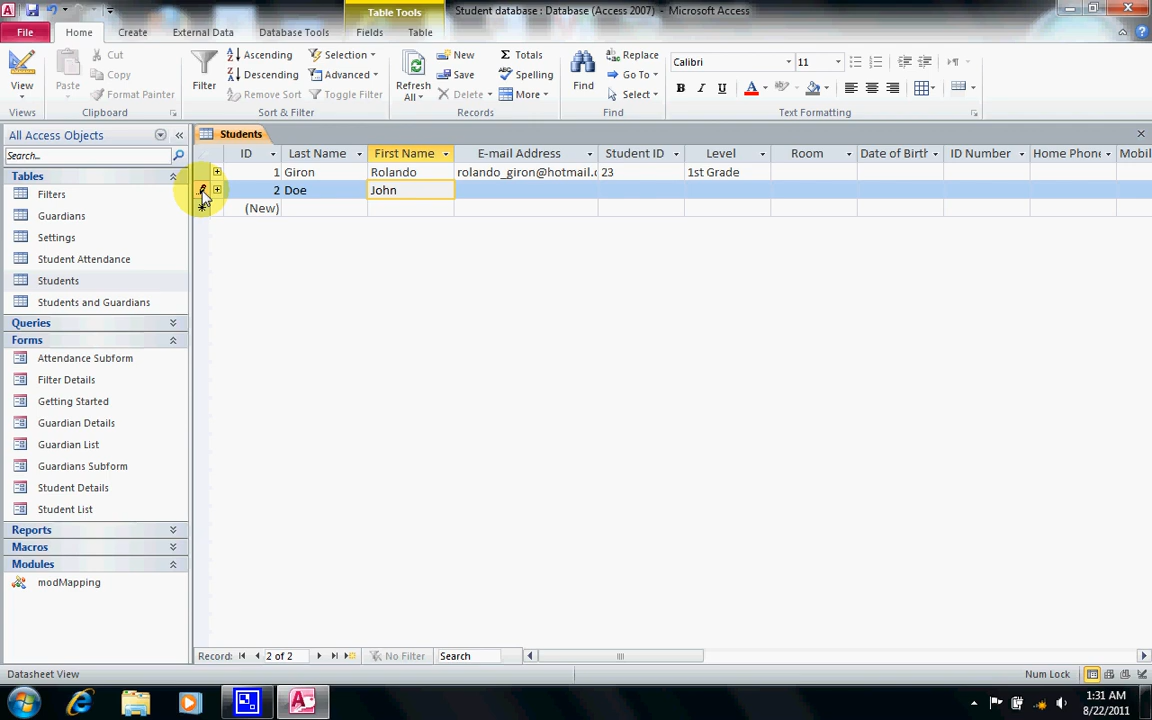 Table Tools
Student database : Database (Access 2007) - Microsoft Access
File
Home
Create
External Data
Database Tools
Fields
Table
View
Views
Paste
Cut
Copy
Format Painter
Clipboard
Filter
Ascending
Descending
Remove Sort
Selection
Advanced
Toggle Filter
Sort & Filter
Refresh
All
New
Save
Delete
Totals
Spelling
More
Records
Find
Replace
Go To
Select
Find
Calibri
11
B I U
A
Text Formatting
All Access Objects
Search...
Tables
Filters
Guardians
Settings
Student Attendance
Students
Students and Guardians
Queries
Forms
Attendance Subform
Filter Details
Getting Started
Guardian Details
Guardian List
Guardians Subform
Student Details
Student List
Reports
Macros
Modules
modMapping
Students
ID Last Name First Name E-mail Address Student ID Level Room Date of Birth ID Number Home Phone Mobil
1 Giron Rolando rolando_giron@hotmail.c 23 1st Grade
2 Doe John
(New)
Record: 2 of 2 No Filter Search
Datasheet View
Num Lock
1:31 AM
8/22/2011